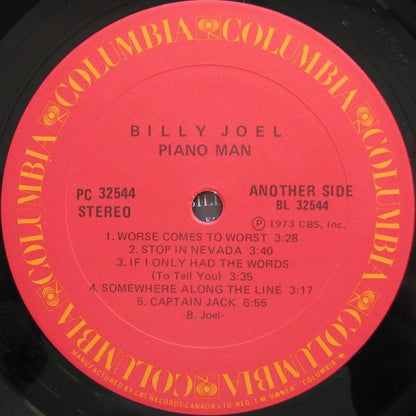 COLUMBIA COLUMBIA COLUMBIA COLUMBIA COLUMBIA COLUMBIA
BILLY JOEL
PIANO MAN
PC 32544
STEREO
ANOTHER SIDE
BL 32544
Ⓟ 1973 CBS, Inc.
1. WORSE COMES TO WORST 3:28
2. STOP IN NEVADA 3:40
3. IF I ONLY HAD THE WORDS
(To Tell You) 3:35
4. SOMEWHERE ALONG THE LINE 3:17
5. CAPTAIN JACK 6:55
-B. Joel-
MANUFACTURED BY CBS RECORDS CANADA LTD. REG. T.M. OWNER "COLUMBIA"